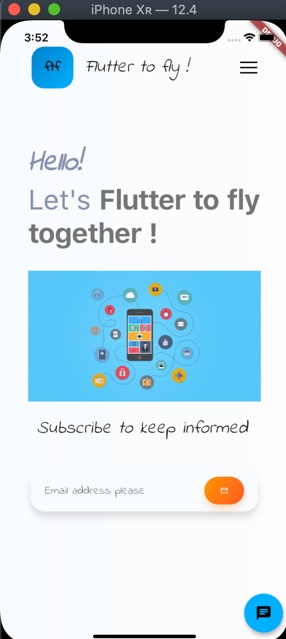 iPhone XR — 12.4
3:52
DEBUG
ftf Flutter to fly !
Hello!
Let's Flutter to fly
together !
Subscribe to keep informed
Email address please